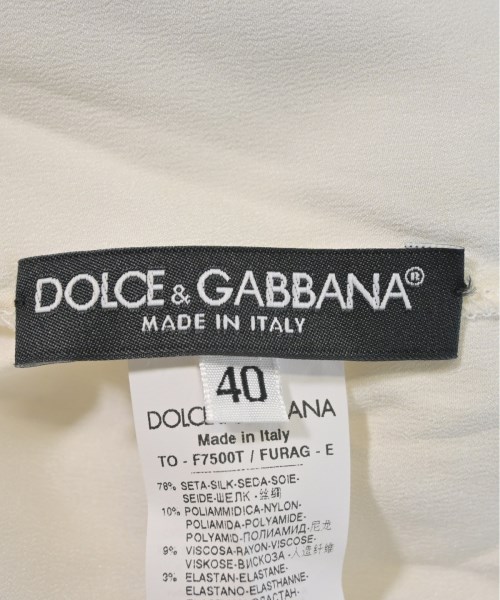 DOLCE & GABBANA®
MADE IN ITALY
40
DOLC ANA
Made in Italy
TO - F7500T / FURAG - E
78% SETA-SILK-SEDA-SOIE-
SEIDE-ШЕЛК-丝绸
10% POLIAMMIDICA-NYLON-
POLIAMIDA-POLYAMIDE-
POLYAMID-ПОЛИАМИД-尼龙
9% VISCOSA-RAYON-VISCOSE-
VISKOSE-ВИСКОЗА-人造纤维
3% ELASTAN-ELASTANE-
ELASTANO-ELASTHANNE-